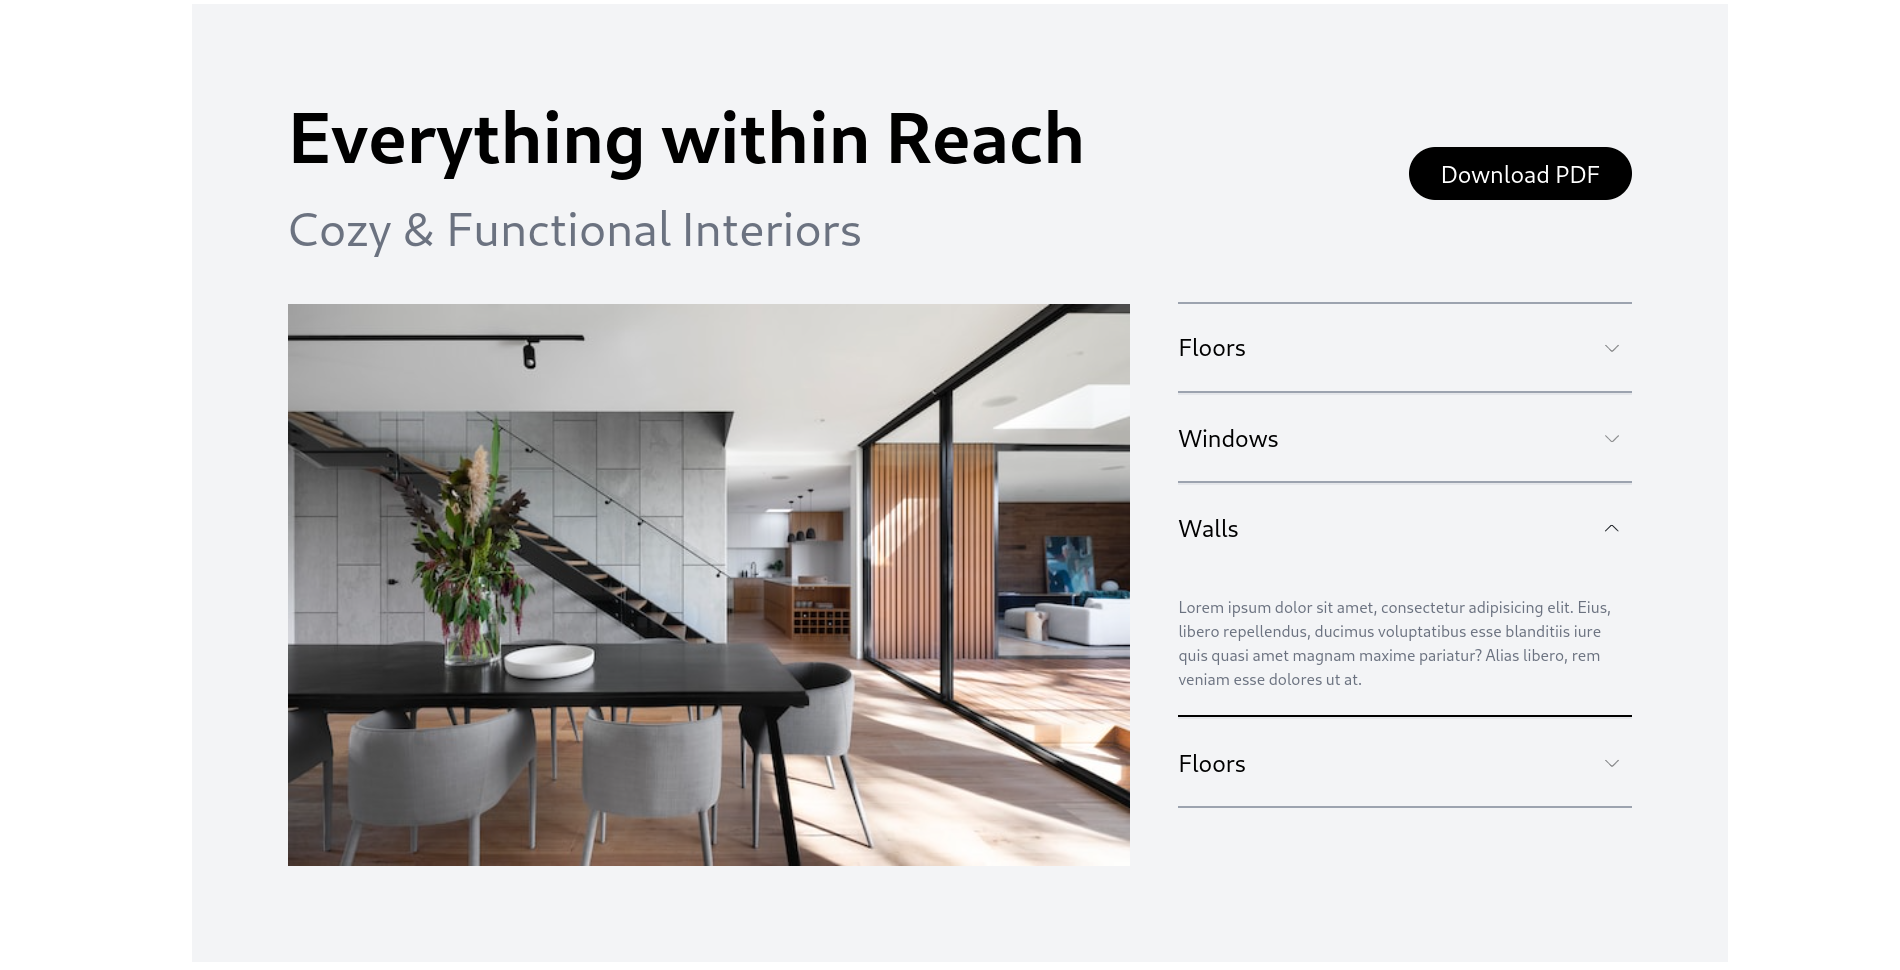 Everything within Reach
Cozy & Functional Interiors
Download PDF
Floors
Windows
Walls
Lorem ipsum dolor sit amet, consectetur adipisicing elit. Eius,
libero repellendus, ducimus voluptatibus esse blanditiis iure
quis quasi amet magnam maxime pariatur? Alias libero, rem
veniam esse dolores ut at.
Floors